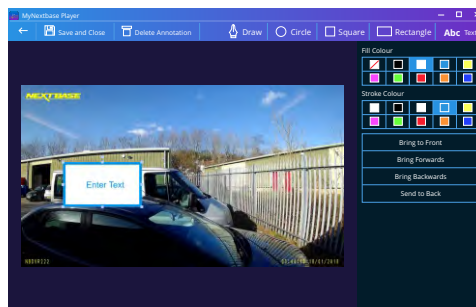 MyNextbase Player
Save and Close
Delete Annotation
Draw
Circle
Square
Rectangle
Abc Text
Fill Colour
Stroke Colour
Bring to Front
Bring Forwards
Bring Backwards
Send to Back
NEXTBASE
Enter Text